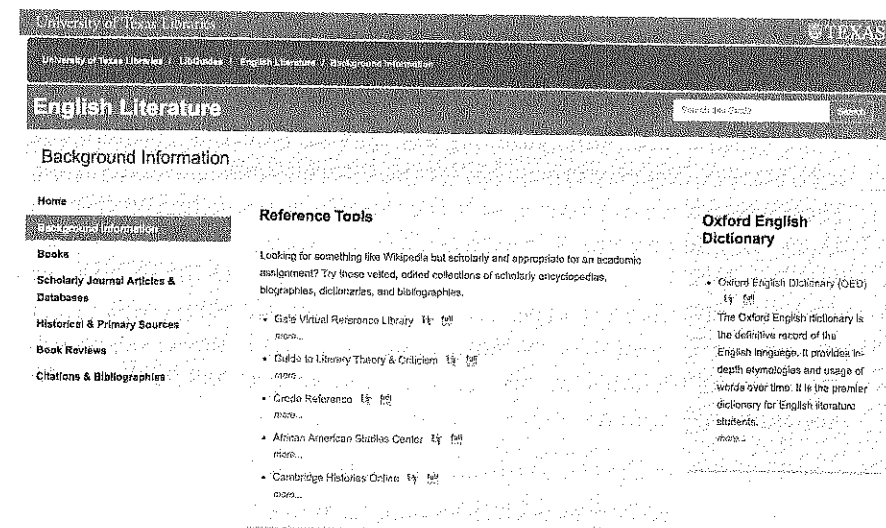 University of Texas Libraries
TEXAS
University of Texas Libraries / LibGuides / English Literature / Background Information
English Literature
Search this Guide
Search
Background Information
Home
Background Information
Books
Scholarly Journal Articles &
Databases
Historical & Primary Sources
Book Reviews
Citations & Bibliographies
Reference Tools
Looking for something like Wikipedia but scholarly and appropriate for an academic
assignment? Try these vetted, edited collections of scholarly encyclopedias,
biographies, dictionaries, and bibliographies.
• Gale Virtual Reference Library
more...
• Guide to Literary Theory & Criticism
more...
• Credo Reference
more...
• African American Studies Center
more...
• Cambridge Histories Online
more...
Oxford English
Dictionary
• Oxford English Dictionary (OED)
The Oxford English dictionary is
the definitive record of the
English language. It provides in-
depth etymologies and usage of
words over time. It is the premier
dictionary for English literature
students.
more...